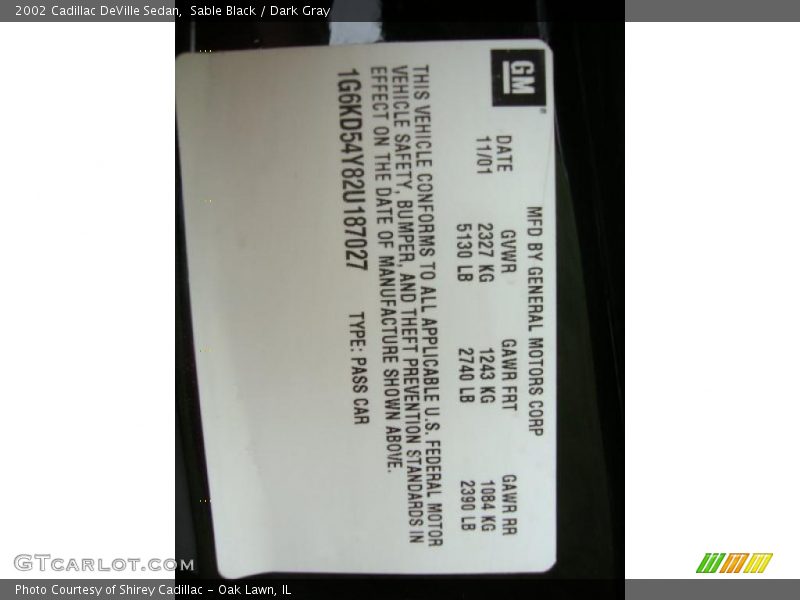 2002 Cadillac DeVille Sedan, Sable Black / Dark Gray
GM
MFD BY GENERAL MOTORS CORP
DATE GVWR GAWR FRT GAWR RR
11/01 2327 KG 1243 KG 1084 KG
5130 LB 2740 LB 2390 LB
THIS VEHICLE CONFORMS TO ALL APPLICABLE U.S. FEDERAL MOTOR
VEHICLE SAFETY, BUMPER, AND THEFT PREVENTION STANDARDS IN
EFFECT ON THE DATE OF MANUFACTURE SHOWN ABOVE.
1G6KD54Y82U187027 TYPE: PASS CAR
GTCARLOT.COM
Photo Courtesy of Shirey Cadillac - Oak Lawn, IL